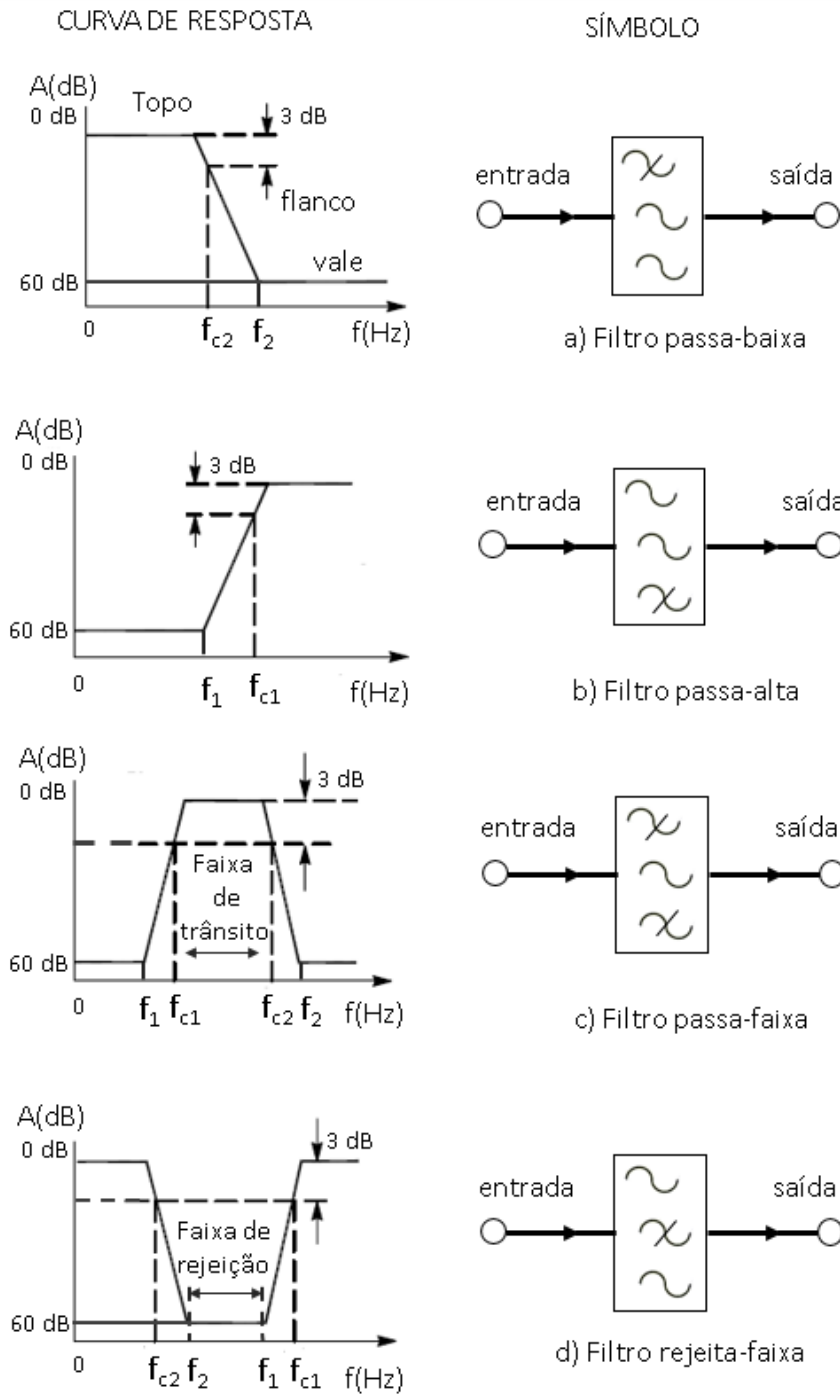 CURVA DE RESPOSTA
SÍMBOLO
A(dB)
0 dB
Topo
3 dB
flanco
vale
60 dB
0
fc2
f2
f(Hz)
entrada
saída
a) Filtro passa-baixa
A(dB)
0 dB
3 dB
60 dB
0
f1
fc1
f(Hz)
entrada
saída
b) Filtro passa-alta
A(dB)
0 dB
3 dB
Faixa
de
trânsito
60 dB
0
f1
fc1
fc2
f2
f(Hz)
entrada
saída
c) Filtro passa-faixa
A(dB)
0 dB
3 dB
Faixa de
rejeição
60 dB
0
fc2
f2
f1
fc1
f(Hz)
entrada
saída
d) Filtro rejeita-faixa